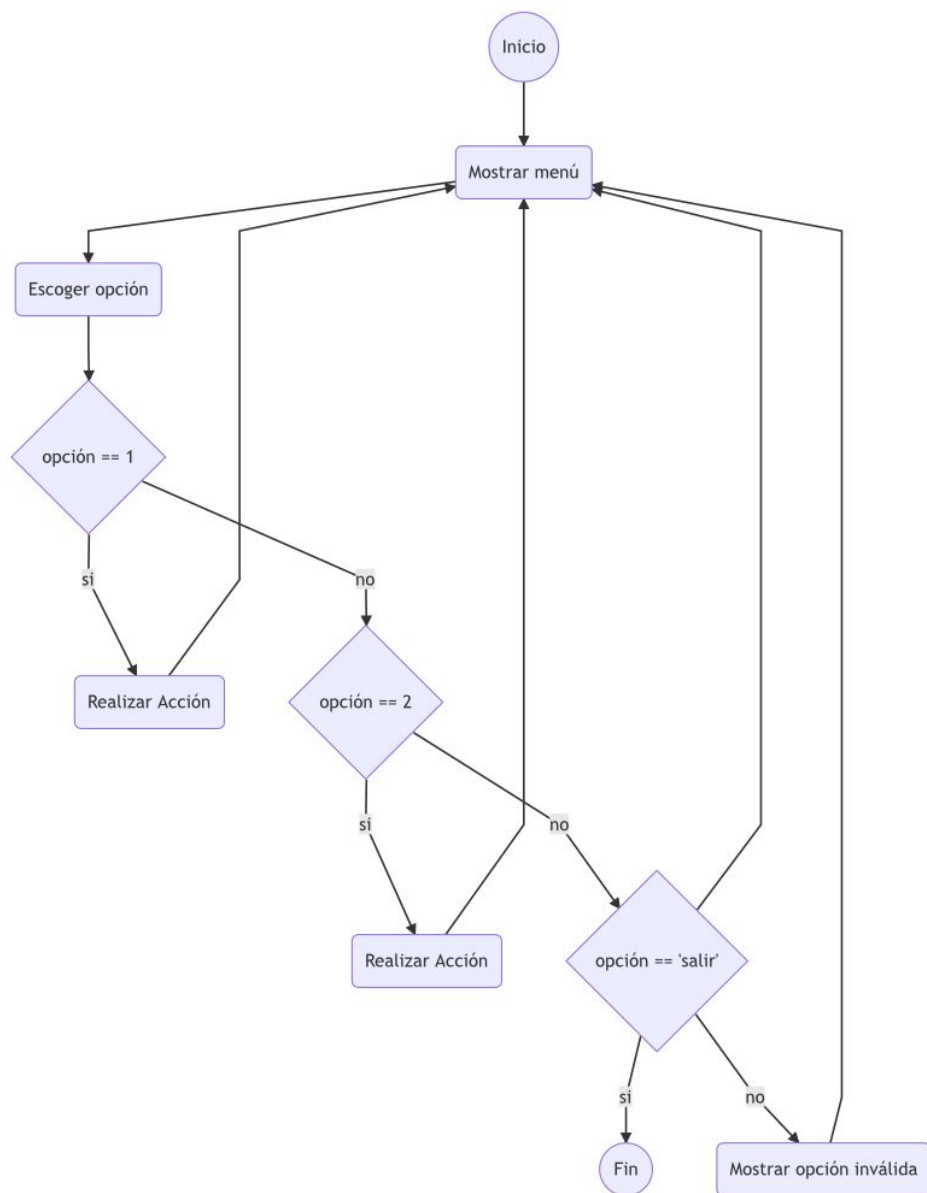 Inicio
Mostrar menú
Escoger opción
opción == 1
si
no
Realizar Acción
opción == 2
si
no
Realizar Acción
opción == 'salir'
si
no
Fin
Mostrar opción inválida